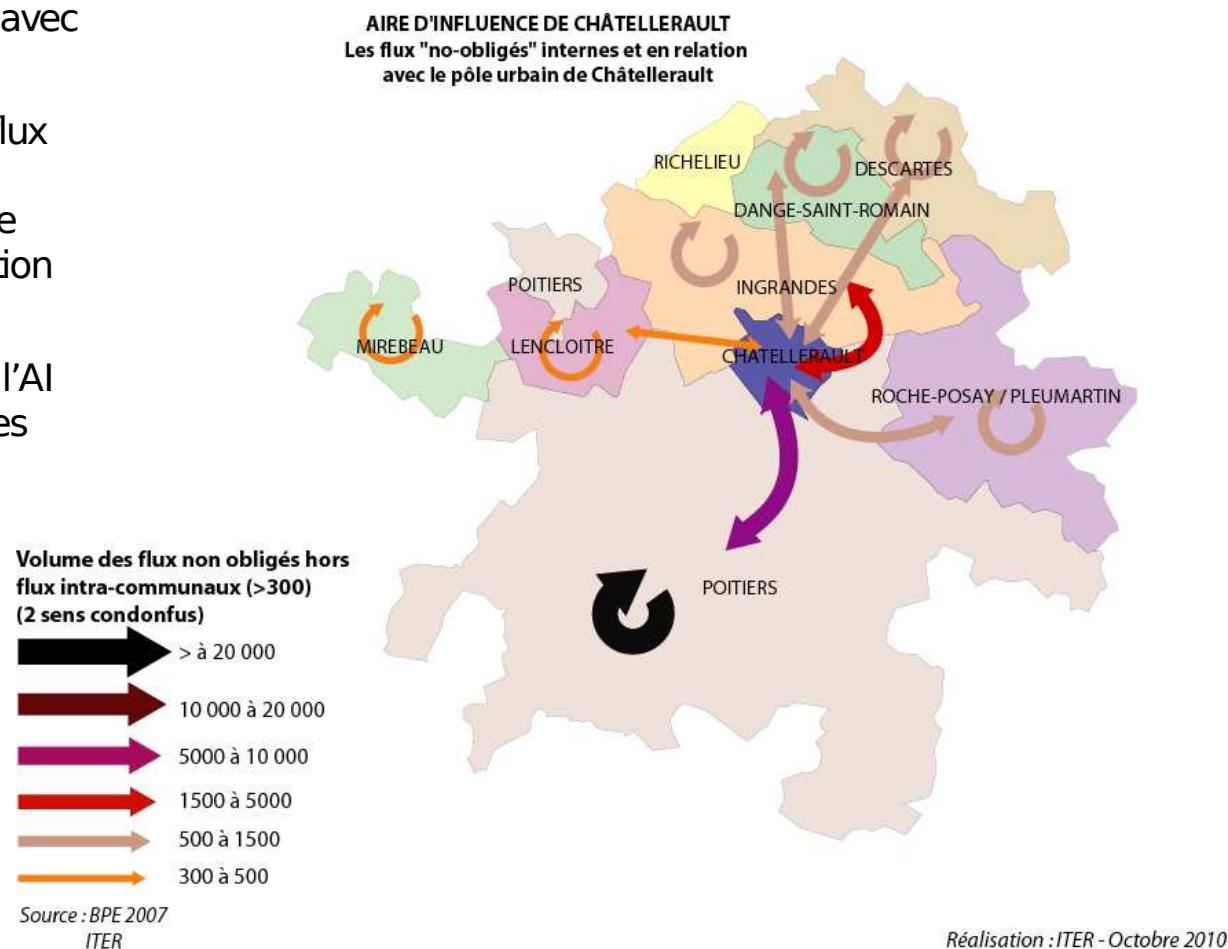 avec
lux
e
tion
l’AI
es
AIRE D'INFLUENCE DE CHÂTELLERAULT
Les flux "no-obligés" internes et en relation
avec le pôle urbain de Châtellerault
RICHELIEU
DESCARTES
DANGE-SAINT-ROMAIN
POITIERS
INGRANDES
MIREBEAU
LENCLOITRE
CHATELLERAULT
ROCHE-POSAY / PLEUMARTIN
POITIERS
Volume des flux non obligés hors
flux intra-communaux (>300)
(2 sens condonfus)
> à 20 000
10 000 à 20 000
5000 à 10 000
1500 à 5000
500 à 1500
300 à 500
Source : BPE 2007
ITER
Réalisation : ITER - Octobre 2010